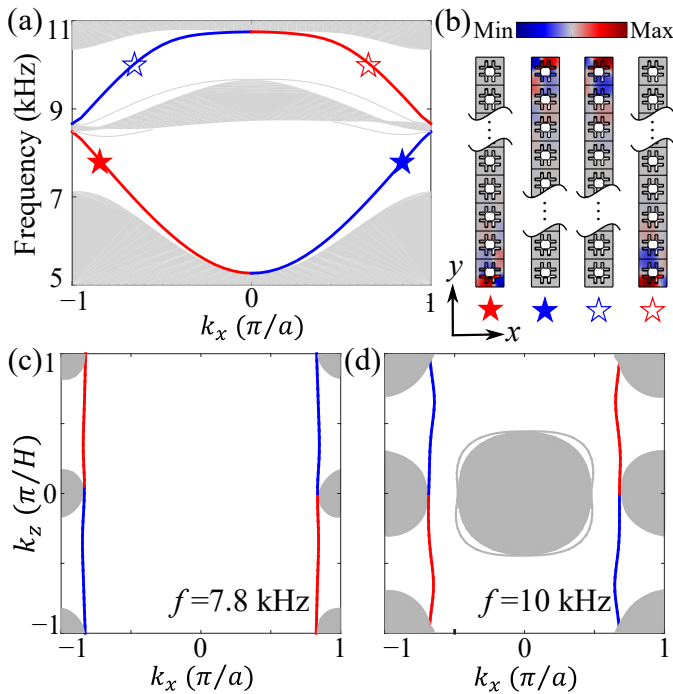 (a)
(b)
Min
Max
Frequency (kHz)
11
9
7
5
−1
0
1
k_x (π/a)
y
x
(c)
(d)
k_z (π/H)
1
0
−1
f=7.8 kHz
f=10 kHz
−1
0
1
−1
0
1
k_x (π/a)
k_x (π/a)